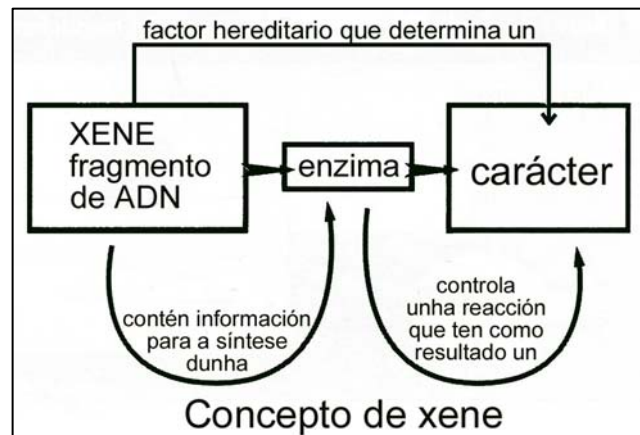 factor hereditario que determina un
XENE
fragmento
de ADN
enzima
carácter
contén información
para a síntese
dunha
controla
unha reacción
que ten como
resultado un
Concepto de xene